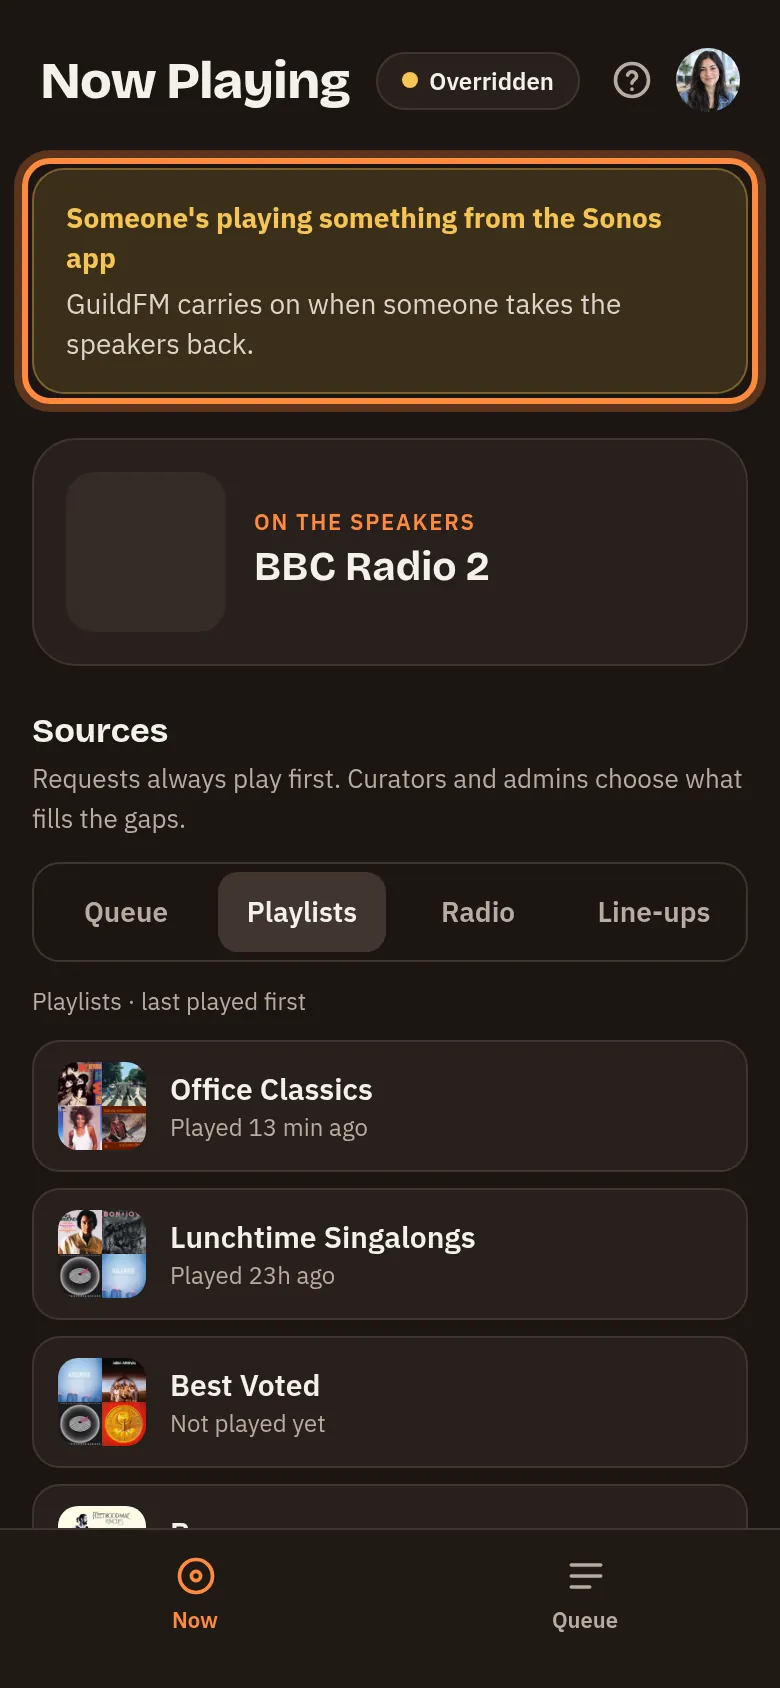 Now Playing
Overridden
Someone's playing something from the Sonos
app
GuildFM carries on when someone takes the
speakers back.
ON THE SPEAKERS
BBC Radio 2
Sources
Requests always play first. Curators and admins choose what
fills the gaps.
Queue
Playlists
Radio
Line-ups
Playlists · last played first
Office Classics
Played 13 min ago
Lunchtime Singalongs
Played 23h ago
Best Voted
Not played yet
Now
Queue